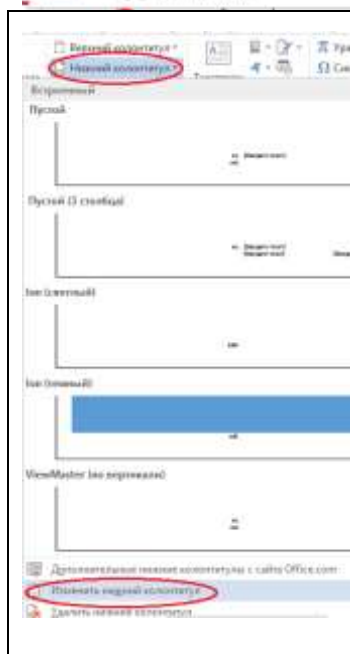 Верхний колонтитул
Нижний колонтитул
Встроенный
Пустой
Пустой (3 столбца)
Ion (светлый)
Ion (темный)
ViewMaster (по вертикали)
Дополнительные нижние колонтитулы с сайта Office.com
Изменить нижний колонтитул
Удалить нижний колонтитул